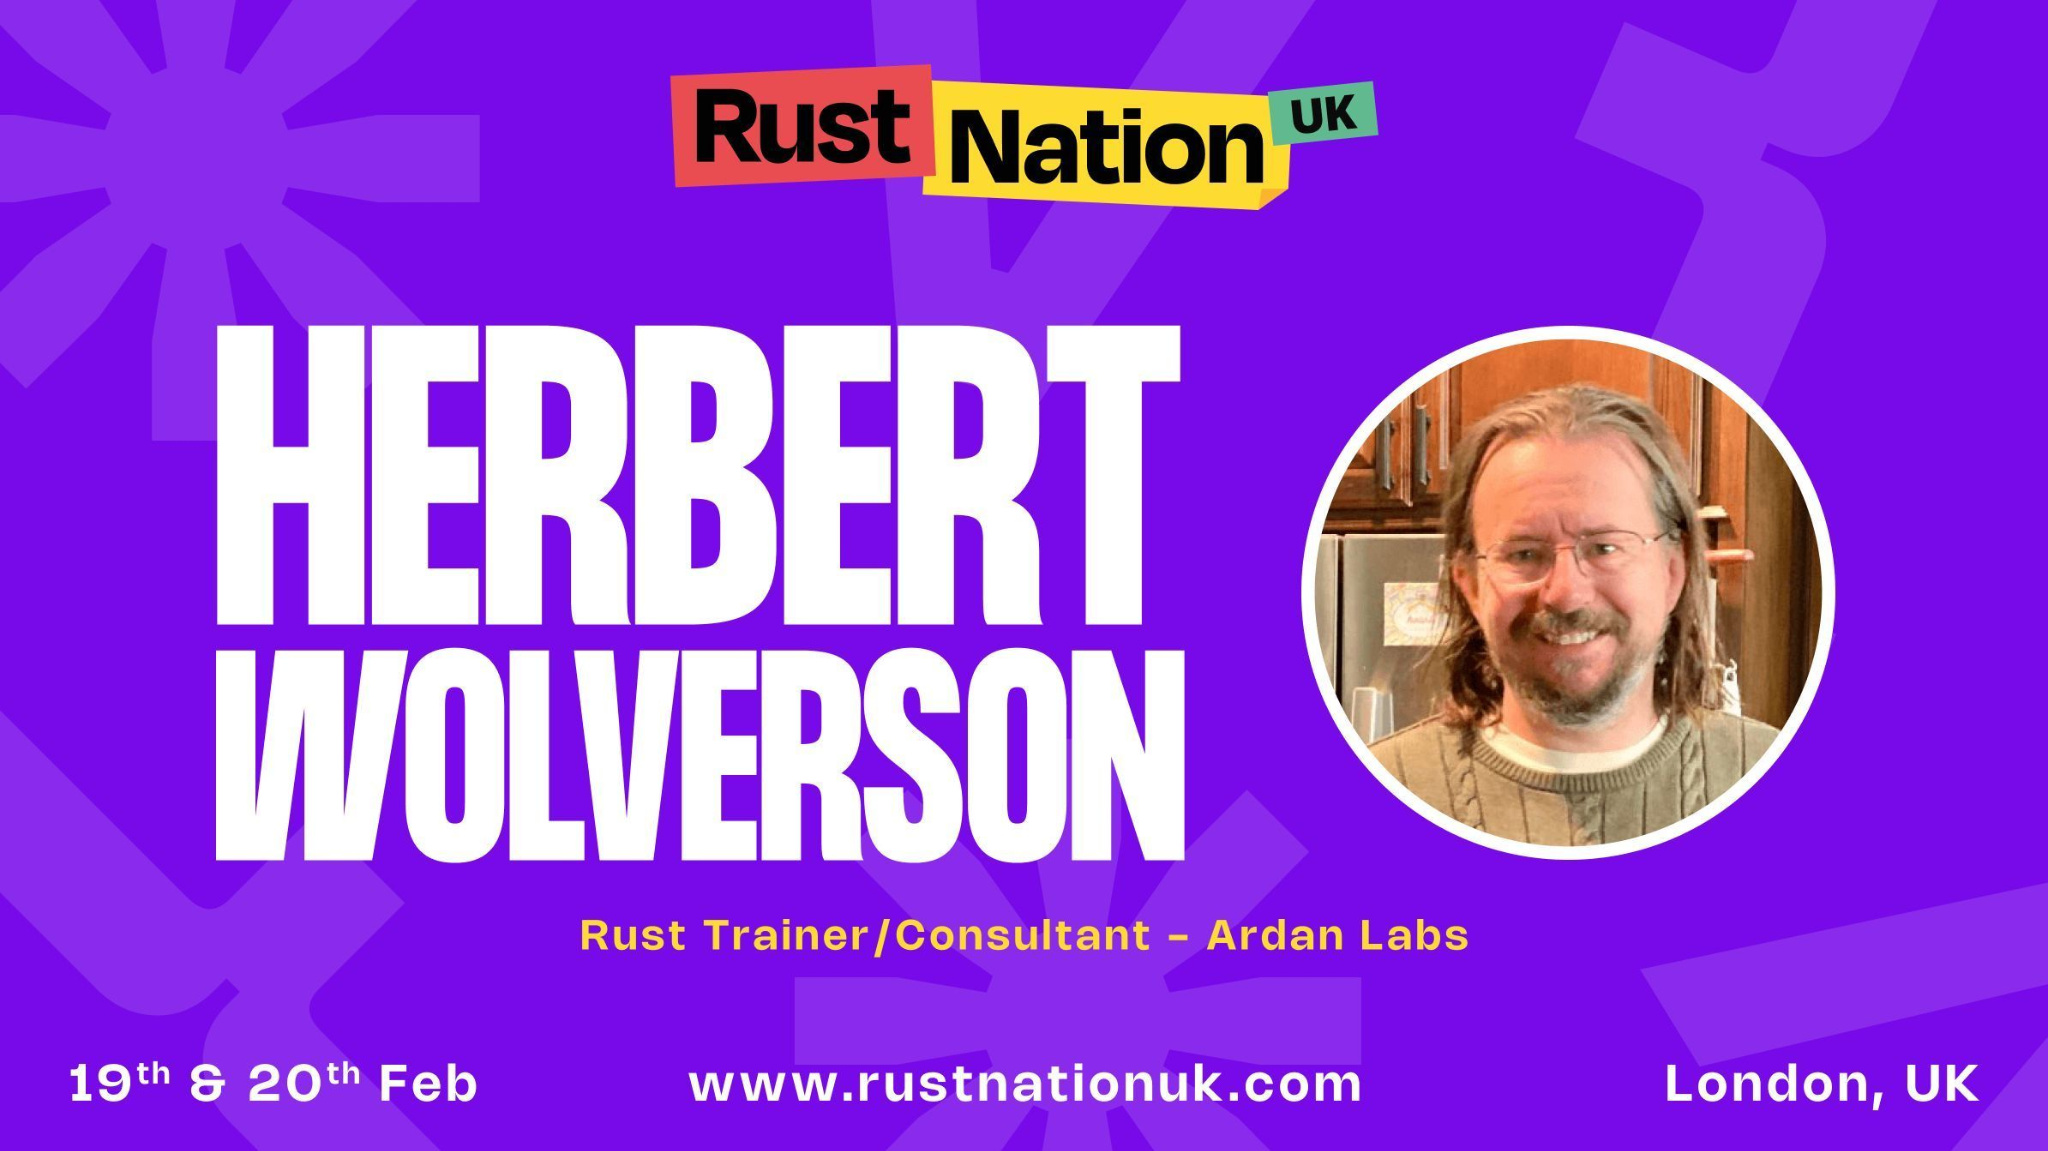 Rust Nation UK
HERBERT
WOLVERSON
Rust Trainer/Consultant - Ardan Labs
19th & 20th Feb
www.rustnationuk.com
London, UK